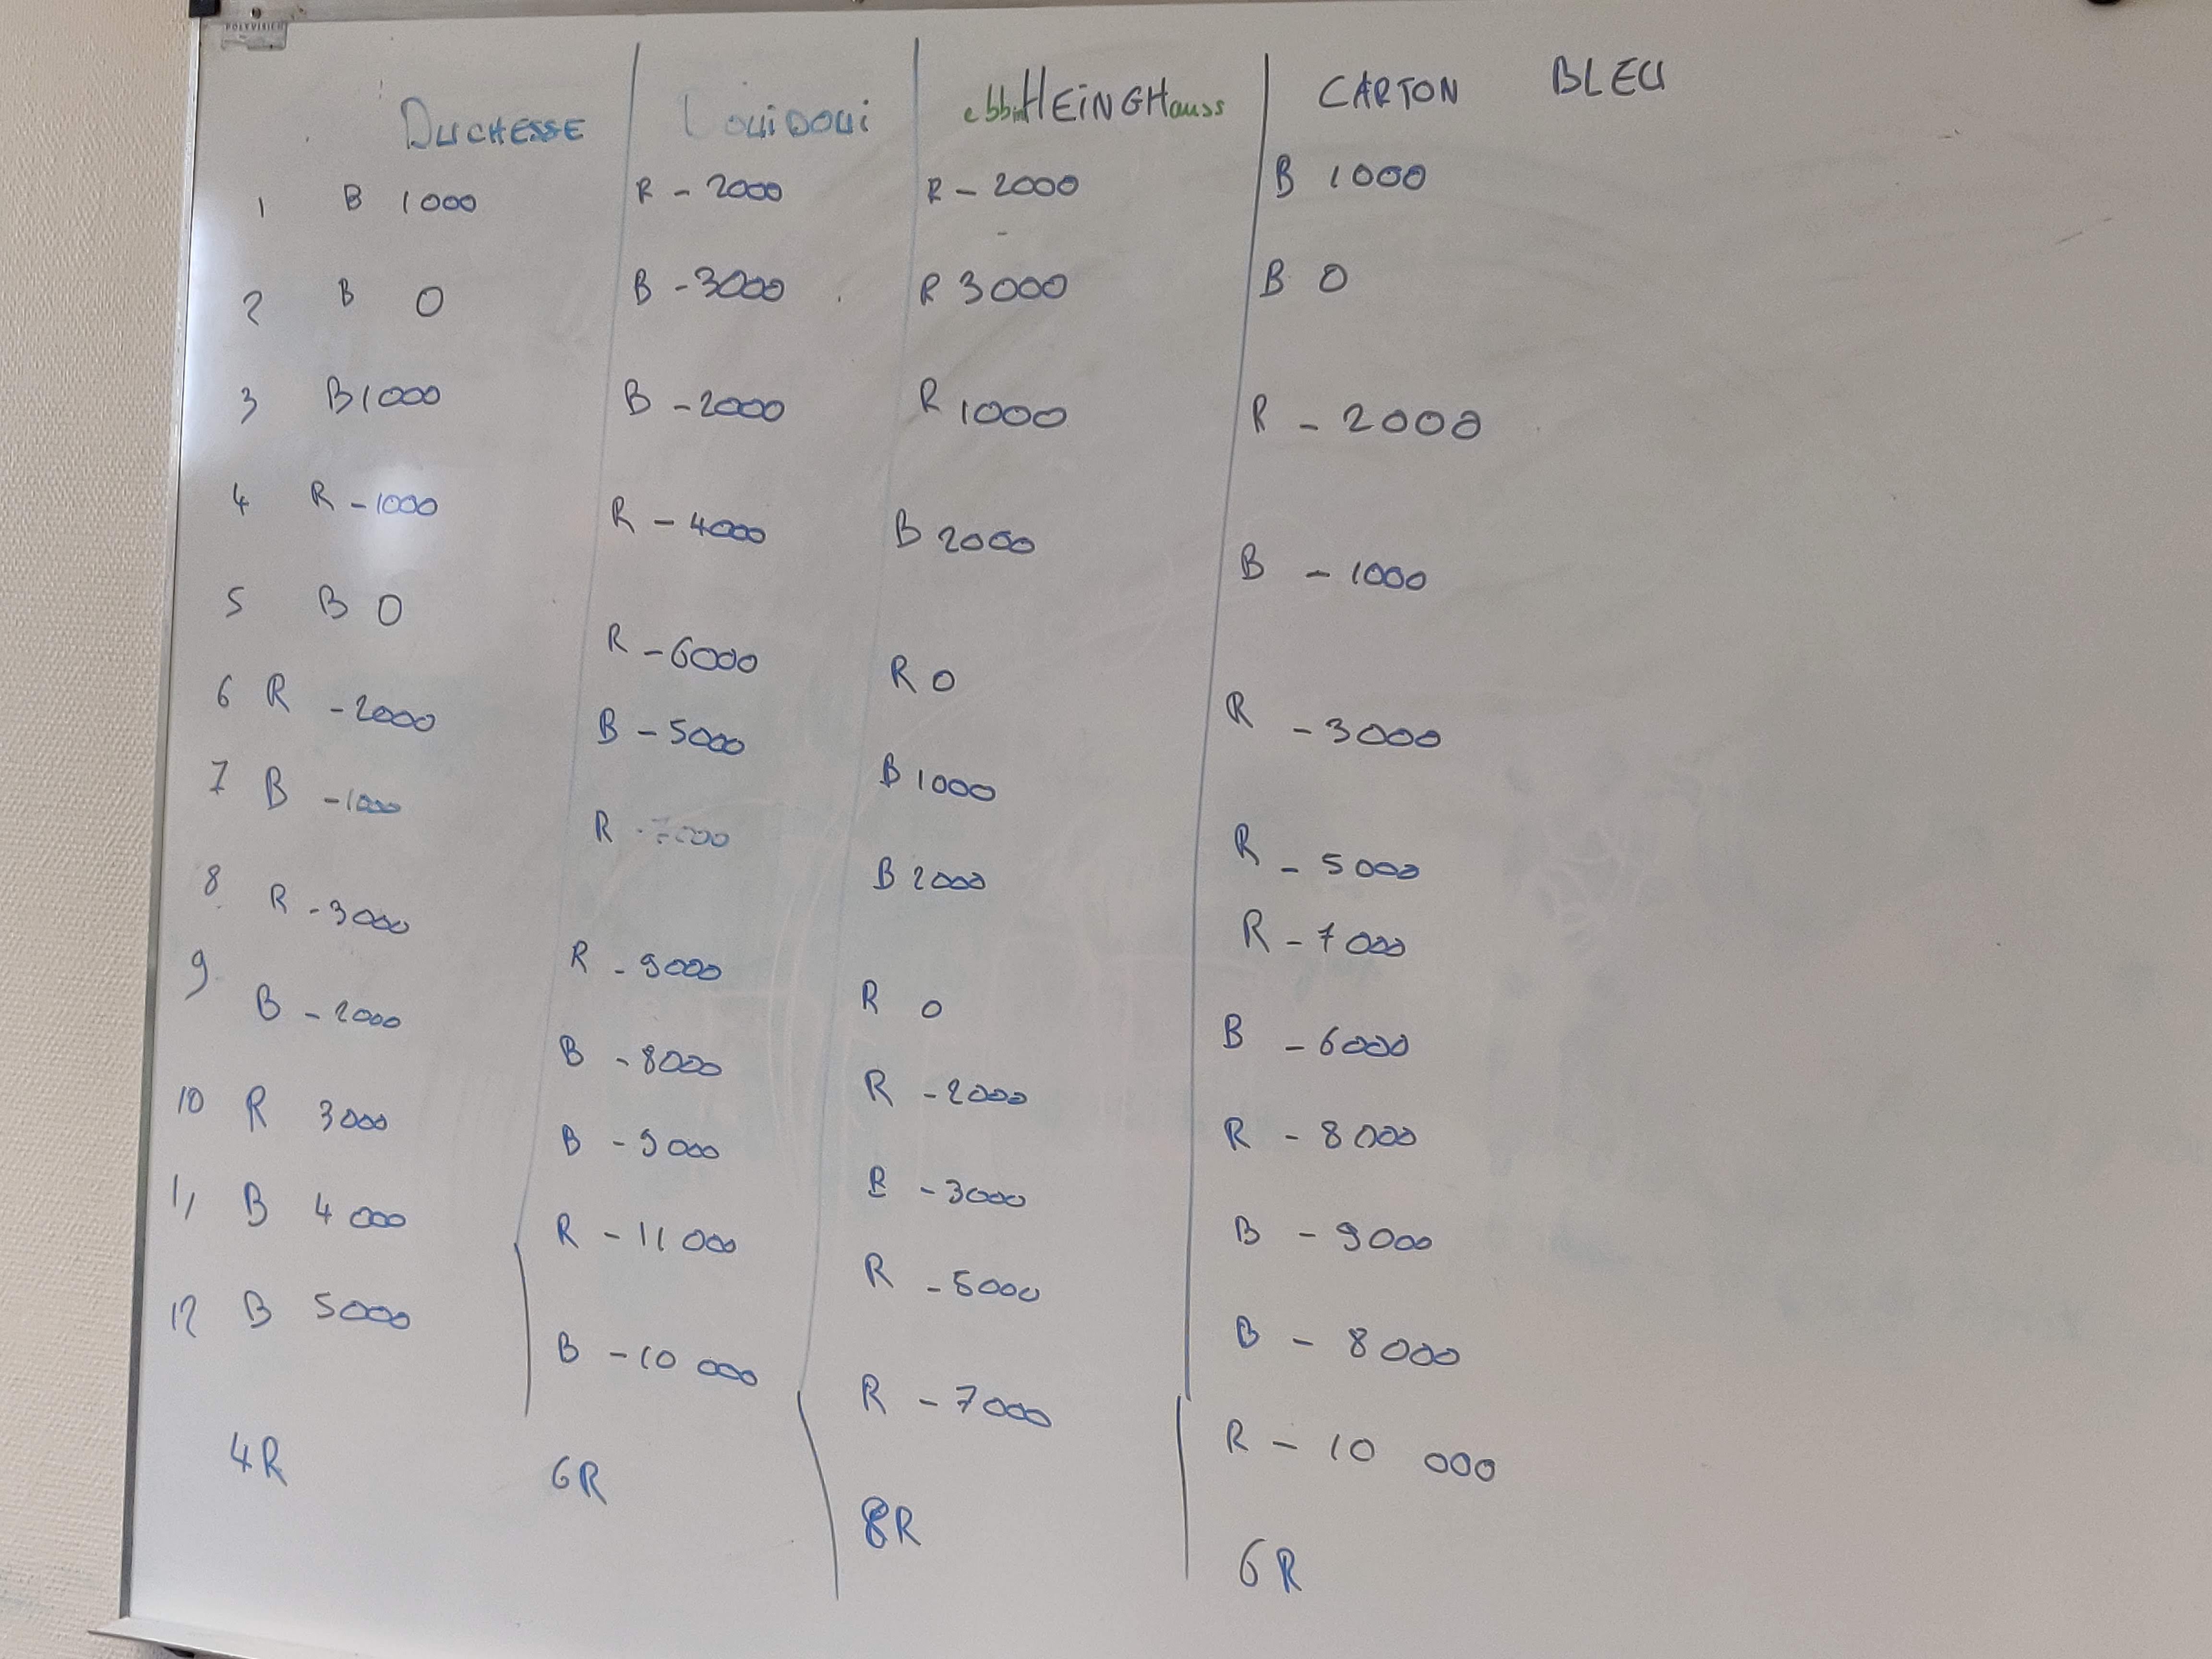 POLYVISION
DUCHESSE LouiDoui ebbinHEiNGHauss CARTON BLEU
1 B 1000 R - 2000 R - 2000 B 1000
2 B 0 B - 3000 R 3000 B 0
3 B 1000 B - 2000 R 1000 R - 2000
4 R - 1000 R - 4000 B 2000 B - 1000
5 B 0 R - 6000 R 0 R - 3000
6 R - 2000 B - 5000 B 1000 R - 5000
7 B - 1000 R B 2000 R - 7000
8 R - 3000 R - 9000 R 0 B - 6000
9 B - 2000 B - 8000 R - 2000 R - 8000
10 R 3000 B - 9000 - 3000 B - 9000
11 B 4000 R - 11 000 R - 5000 B - 8000
12 B 5000 B - 10 000 R - 7000 R - 10 000
4R 6R 8R 6R